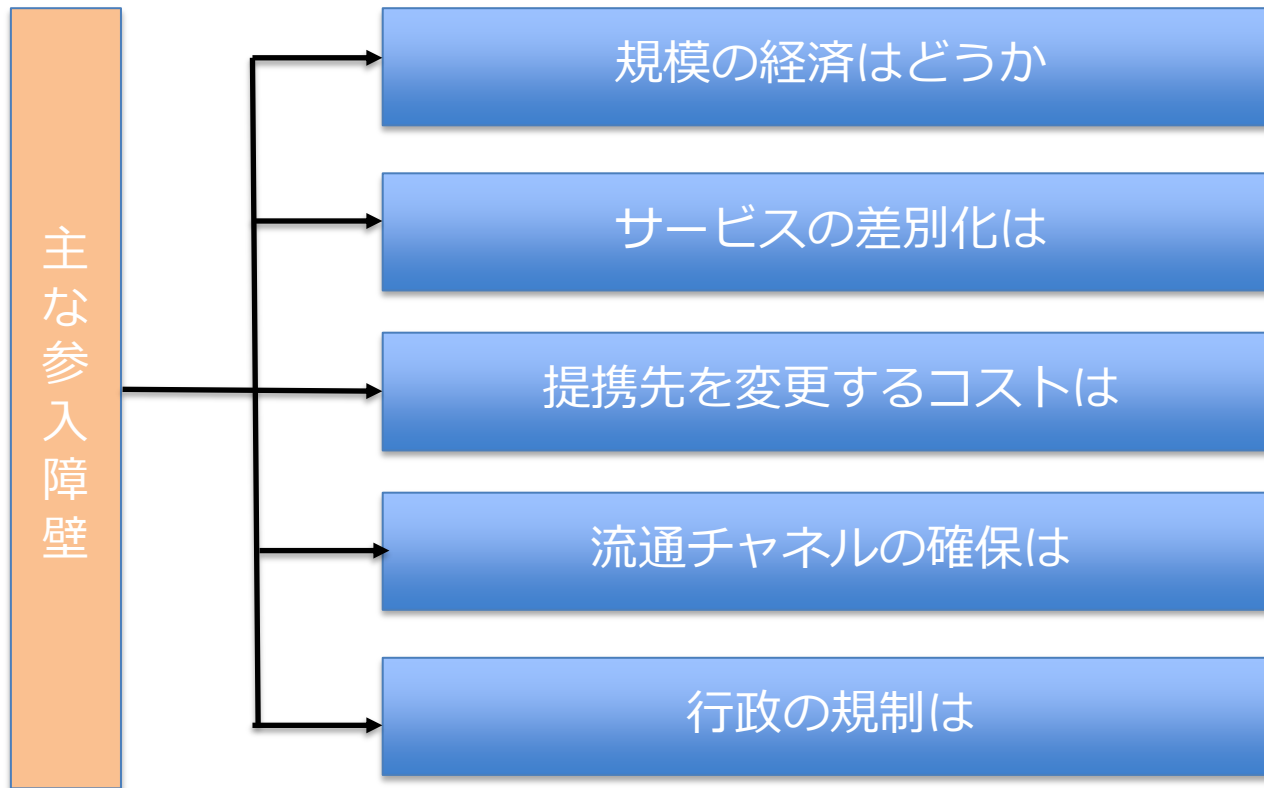 主な参入障壁
規模の経済はどうか
サービスの差別化は
提携先を変更するコストは
流通チャネルの確保は
行政の規制は